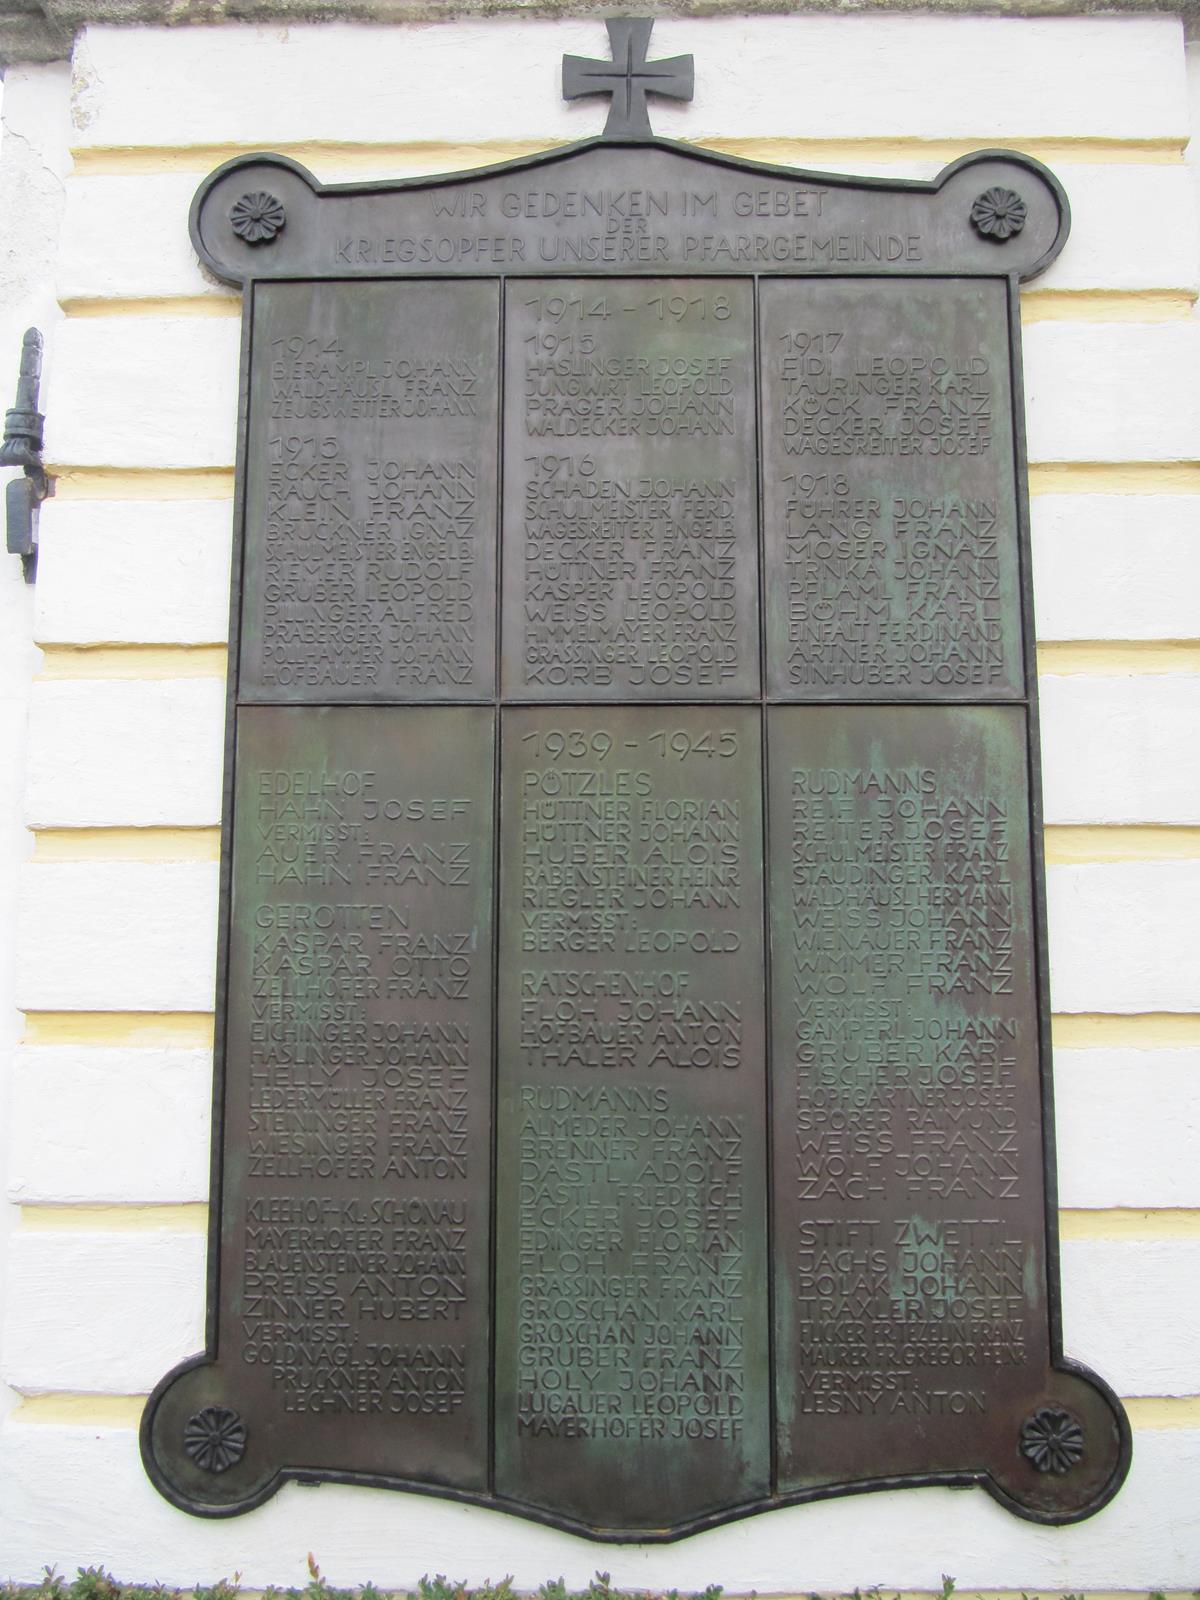 WIR GEDENKEN IM GEBET
DER
KRIEGSOPFER UNSERER PFARRGEMEINDE
1914 - 1918
1914
BIERAMPL JOHANN
WALDHÄUSL FRANZ
ZEUGSWETTER JOHANN
1915
ECKER JOHANN
RAUCH JOHANN
KLEIN FRANZ
BRUCKNER IGNAZ
SCHULMEISTER ENGELB.
RIEMER RUDOLF
GRUBER LEOPOLD
PILLINGER ALFRED
PRABERGER JOHANN
POLLHAMMER JOHANN
HOFBAUER FRANZ
1915
HASLINGER JOSEF
JUNGWIRT LEOPOLD
PRAGER JOHANN
WALDECKER JOHANN
1916
SCHADEN JOHANN
SCHULMEISTER FERD.
WAGESREITER ENGELB.
DECKER FRANZ
HÜTTNER FRANZ
KASPER LEOPOLD
WEISS LEOPOLD
HIMMELMAYER FRANZ
GRASSINGER LEOPOLD
KORB JOSEF
1917
FIDI LEOPOLD
TAURINGER KARL
KÖCK FRANZ
DECKER JOSEF
WAGESREITER JOSEF
1918
FÜHRER JOHANN
LANG FRANZ
MOSER IGNAZ
TRNKA JOHANN
PFLAML FRANZ
BÖHM KARL
EINFALT FERDINAND
ARTNER JOHANN
SINHUBER JOSEF
1939 - 1945
EDELHOF
HAHN JOSEF
VERMISST:
AUER FRANZ
HAHN FRANZ
GEROTTEN
KASPAR FRANZ
KASPAR OTTO
ZELLHOFER FRANZ
VERMISST:
EICHINGER JOHANN
HASLINGER JOHANN
HELLY JOSEF
LEDERMÜLLER FRANZ
STEININGER FRANZ
WIESINGER FRANZ
ZELLHOFER ANTON
KLEEHOF-KL. SCHÖNAU
MAYERHOFER FRANZ
BLAUENSTEINER JOHANN
PREISS ANTON
ZINNER HUBERT
VERMISST:
GOLDNAGL JOHANN
PRUCKNER ANTON
LECHNER JOSEF
PÖTZLES
HÜTTNER FLORIAN
HÜTTNER JOHANN
HUBER ALOIS
RABENSTEINER HEINR.
RIEGLER JOHANN
VERMISST:
BERGER LEOPOLD
RATSCHENHOF
FLOH JOHANN
HOFBAUER ANTON
THALER ALOIS
RUDMANNS
ALMEDER JOHANN
BRENNER FRANZ
DASTL ADOLF
DASTL FRIEDRICH
ECKER JOSEF
EDINGER FLORIAN
FLOH FRANZ
GRASSINGER FRANZ
GROSCHAN KARL
GROSCHAN JOHANN
GRUBER FRANZ
HOLY JOHANN
LUGAUER LEOPOLD
MAYERHOFER JOSEF
RUDMANNS
REIF JOHANN
REITER JOSEF
SCHULMEISTER FRANZ
STAUDINGER KARL
WALDHÄUSL HERMANN
WEISS JOHANN
WIENAUER FRANZ
WIMMER FRANZ
WOLF FRANZ
VERMISST:
GAMPERL JOHANN
GRUBER KARL
FISCHER JOSEF
HOPFGARTNER JOSEF
SPORER RAIMUND
WEISS FRANZ
WOLF JOHANN
ZACH FRANZ
STIFT ZWETTL
JACHS JOHANN
POLAK JOHANN
TRAXLER JOSEF
FLICKER FR. TEZELIN FRANZ
MAURER FR. GREGOR HEINR.
VERMISST:
LESNY ANTON